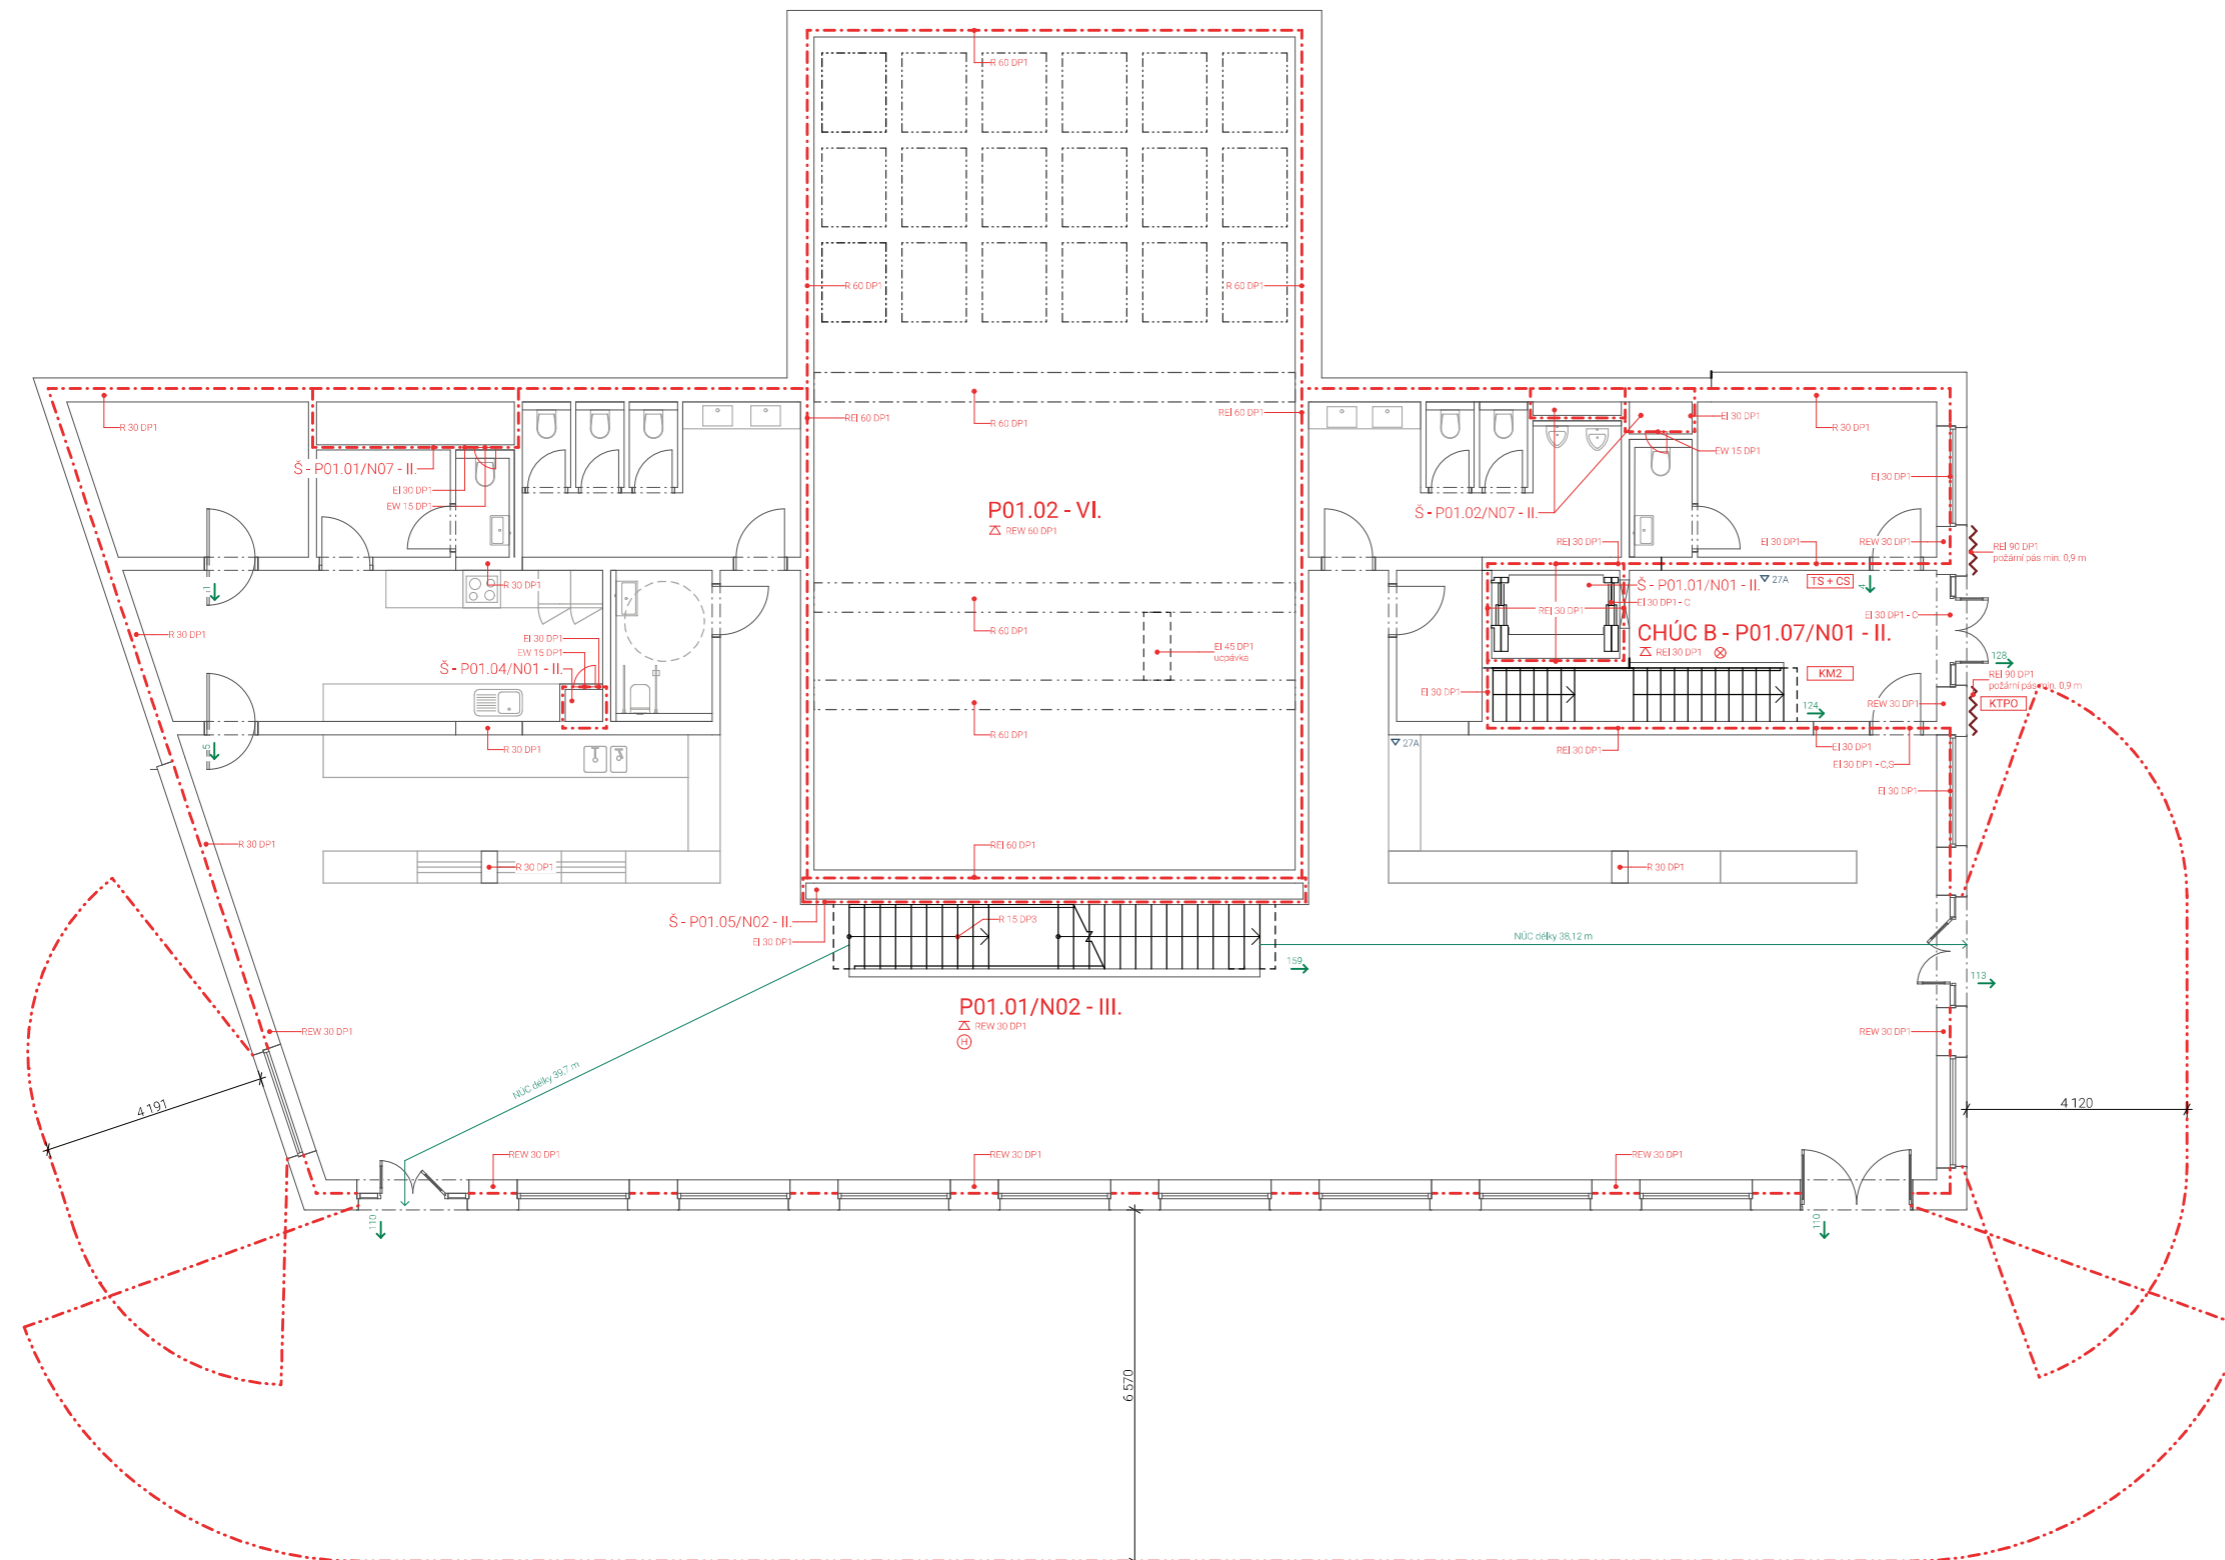 R 60 DP1
R 60 DP1
R 60 DP1
R 30 DP1
REI 60 DP1
R 60 DP1
REI 60 DP1
EI 30 DP1
R 30 DP1
Š - P01.01/N07 - II.
EI 30 DP1
EW 15 DP1
EW 15 DP1
EI 30 DP1
P01.02 - VI.
REW 60 DP1
Š - P01.02/N07 - II.
REI 30 DP1
EI 30 DP1
REW 30 DP1
REI 90 DP1
požární pás min. 0,9 m
R 30 DP1
1
Š - P01.01/N01 - II.
27A
TS + CS
4
EI 30 DP1 - C
REI 30 DP1
EI 30 DP1 - C
R 30 DP1
R 60 DP1
EI 30 DP1
EW 15 DP1
Š - P01.04/N01 - II.
EI 45 DP1
ucpávka
CHÚC B - P01.07/N01 - II.
REI 30 DP1
128
KM2
REI 90 DP1
požární pás min. 0,9 m
EI 30 DP1
124
REW 30 DP1
KTPO
5
R 30 DP1
R 60 DP1
27A
REI 30 DP1
EI 30 DP1
EI 30 DP1 - C,S
EI 30 DP1
R 30 DP1
REI 60 DP1
R 30 DP1
R 30 DP1
Š - P01.05/N02 - II.
EI 30 DP1
R 15 DP3
159
NÚC délky 38,12 m
113
P01.01/N02 - III.
REW 30 DP1
H
REW 30 DP1
REW 30 DP1
NÚC délky 39,7 m
4 191
4 120
REW 30 DP1
REW 30 DP1
REW 30 DP1
110
110
6 570